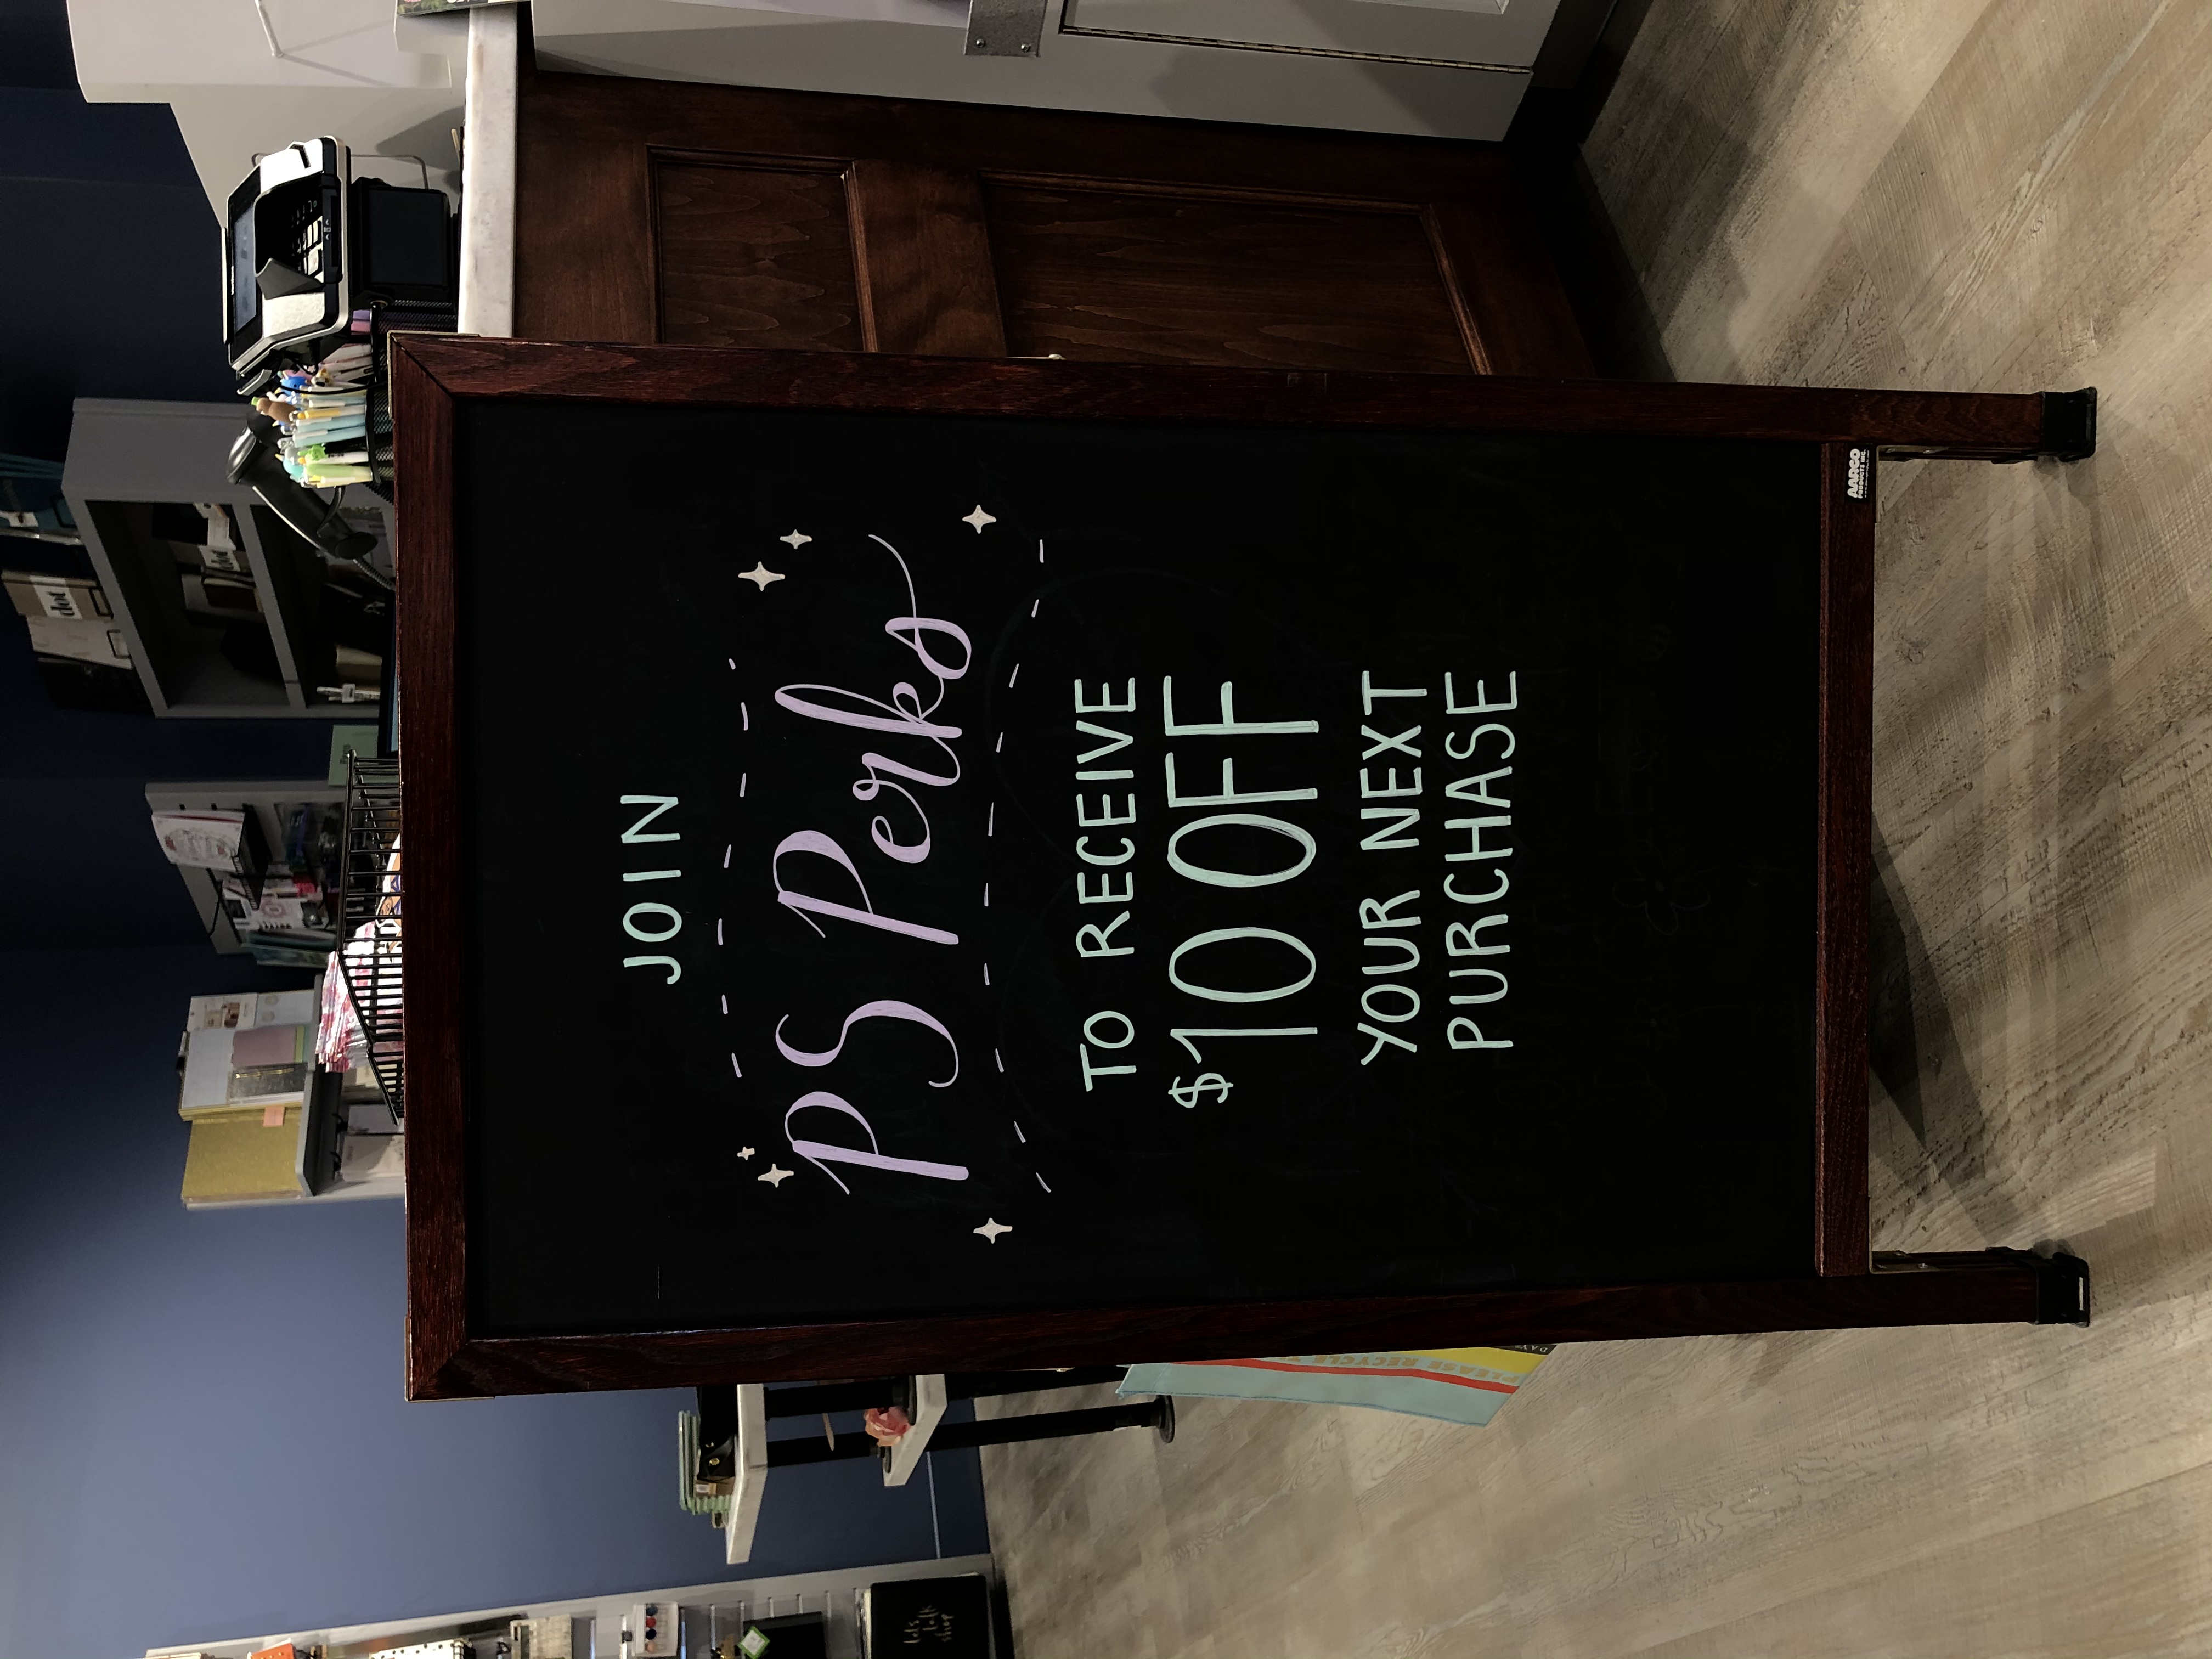 dot
dot
JOIN
PS Perks
TO RECEIVE
$10 OFF
YOUR NEXT
PURCHASE
let's
talk
shop
PLEASE RECYCLE
AARCO
PRODUCTS INC.